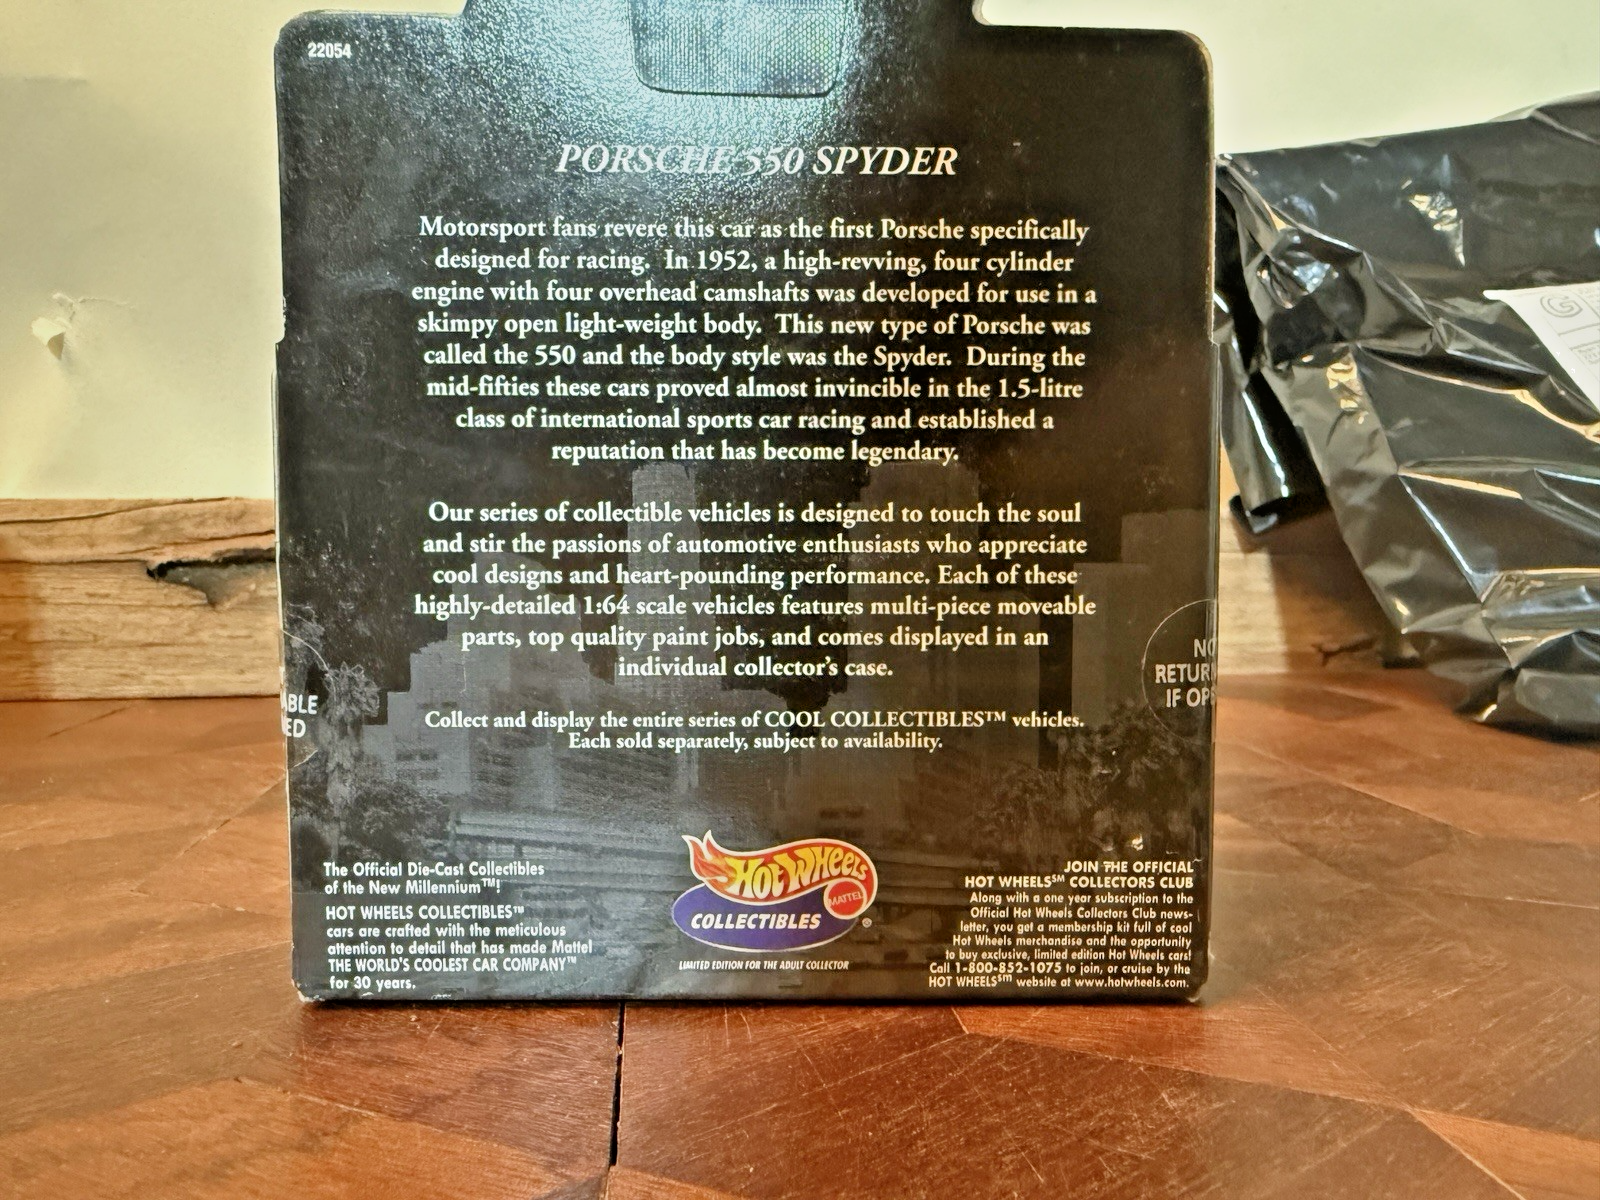 22054
PORSCHE 550 SPYDER
Motorsport fans revere this car as the first Porsche specifically
designed for racing. In 1952, a high-revving, four cylinder
engine with four overhead camshafts was developed for use in a
skimpy open light-weight body. This new type of Porsche was
called the 550 and the body style was the Spyder. During the
mid-fifties these cars proved almost invincible in the 1.5-litre
class of international sports car racing and established a
reputation that has become legendary.
Our series of collectible vehicles is designed to touch the soul
and stir the passions of automotive enthusiasts who appreciate
cool designs and heart-pounding performance. Each of these
highly-detailed 1:64 scale vehicles features multi-piece moveable
parts, top quality paint jobs, and comes displayed in an
individual collector's case.
Collect and display the entire series of COOL COLLECTIBLES™ vehicles.
Each sold separately, subject to availability.
ABLE
ED
NO
RETURN
IF OPE
The Official Die-Cast Collectibles
of the New Millennium™!
HOT WHEELS COLLECTIBLES™
cars are crafted with the meticulous
attention to detail that has made Mattel
THE WORLD'S COOLEST CAR COMPANY™
for 30 years.
HOT WHEELS
MATTEL
COLLECTIBLES ®
LIMITED EDITION FOR THE ADULT COLLECTOR
JOIN THE OFFICIAL
HOT WHEELS℠ COLLECTORS CLUB
Along with a one year subscription to the
Official Hot Wheels Collectors Club news-
letter, you get a membership kit full of cool
Hot Wheels merchandise and the opportunity
to buy exclusive, limited edition Hot Wheels cars!
Call 1-800-852-1075 to join, or cruise by the
HOT WHEELS℠ website at www.hotwheels.com.